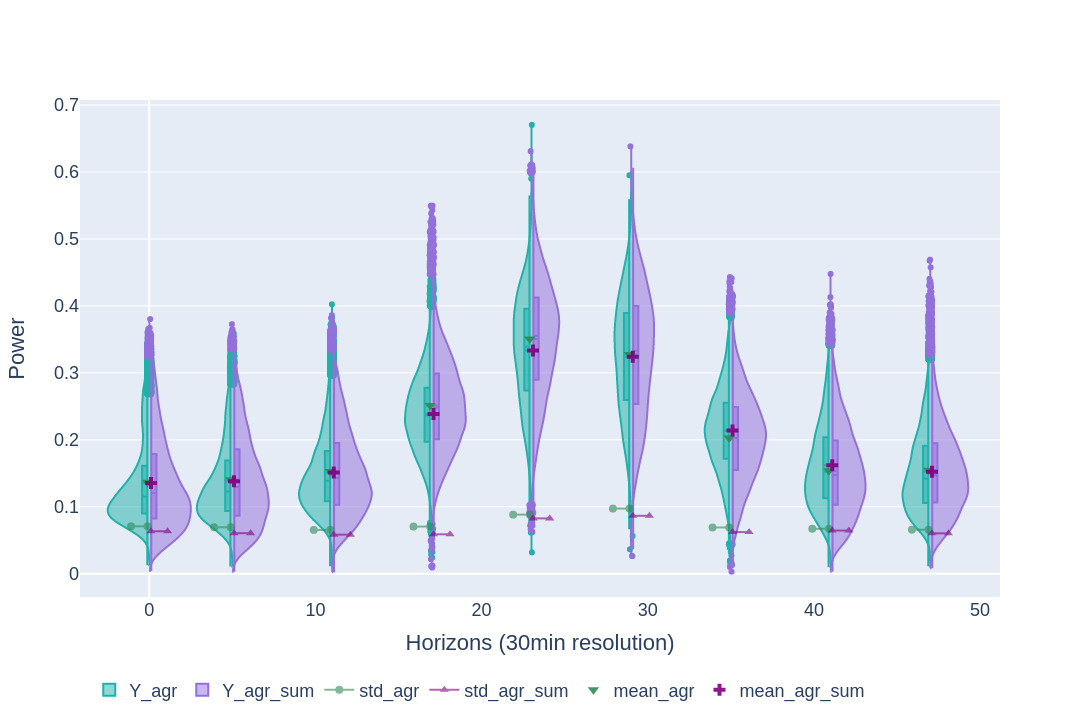 0.7
0.6
0.5
0.4
0.3
0.2
0.1
0
Power
0 10 20 30 40 50
Horizons (30min resolution)
Y_agr Y_agr_sum std_agr std_agr_sum mean_agr mean_agr_sum